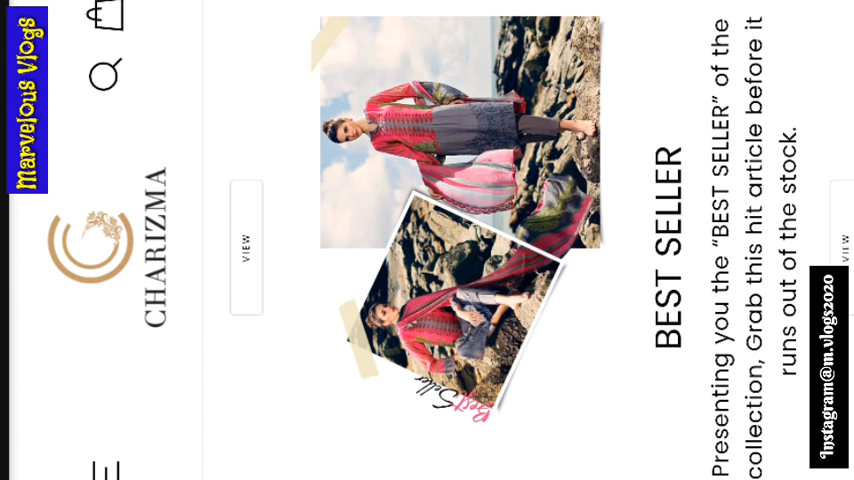 Marvelous Vlogs
CHARIZMA
VIEW
Best Seller
BEST SELLER
Presenting you the “BEST SELLER” of the
collection, Grab this hit article before it
runs out of the stock.
VIEW
Instagram@m.vlogs2020